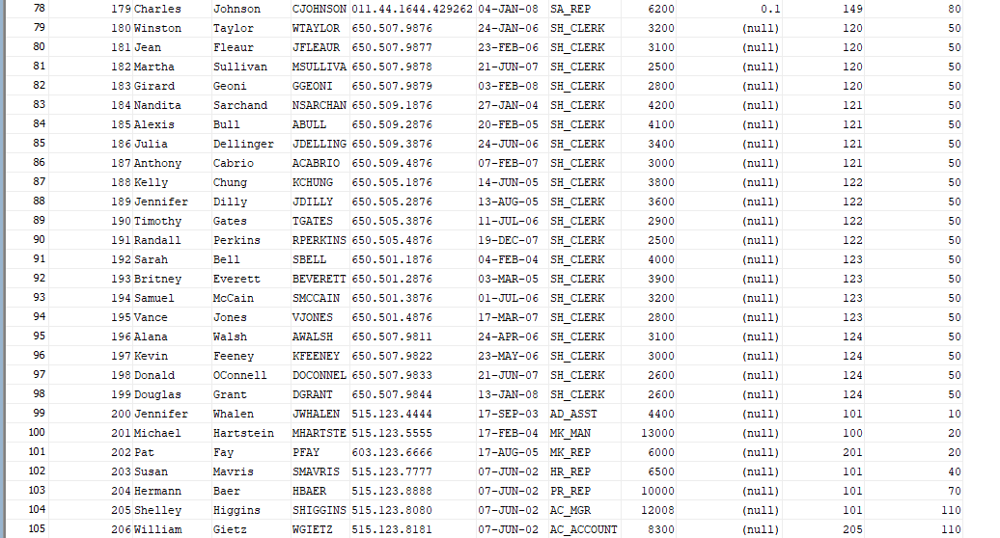 78 179 Charles Johnson CJOHNSON 011.44.1644.429262 04-JAN-08 SA_REP 6200 0.1 149 80
79 180 Winston Taylor WTAYLOR 650.507.9876 24-JAN-06 SH_CLERK 3200 (null) 120 50
80 181 Jean Fleaur JFLEAUR 650.507.9877 23-FEB-06 SH_CLERK 3100 (null) 120 50
81 182 Martha Sullivan MSULLIVA 650.507.9878 21-JUN-07 SH_CLERK 2500 (null) 120 50
82 183 Girard Geoni GGEONI 650.507.9879 03-FEB-08 SH_CLERK 2800 (null) 120 50
83 184 Nandita Sarchand NSARCHAN 650.509.1876 27-JAN-04 SH_CLERK 4200 (null) 121 50
84 185 Alexis Bull ABULL 650.509.2876 20-FEB-05 SH_CLERK 4100 (null) 121 50
85 186 Julia Dellinger JDELLING 650.509.3876 24-JUN-06 SH_CLERK 3400 (null) 121 50
86 187 Anthony Cabrio ACABRIO 650.509.4876 07-FEB-07 SH_CLERK 3000 (null) 121 50
87 188 Kelly Chung KCHUNG 650.505.1876 14-JUN-05 SH_CLERK 3800 (null) 122 50
88 189 Jennifer Dilly JDILLY 650.505.2876 13-AUG-05 SH_CLERK 3600 (null) 122 50
89 190 Timothy Gates TGATES 650.505.3876 11-JUL-06 SH_CLERK 2900 (null) 122 50
90 191 Randall Perkins RPERKINS 650.505.4876 19-DEC-07 SH_CLERK 2500 (null) 122 50
91 192 Sarah Bell SBELL 650.501.1876 04-FEB-04 SH_CLERK 4000 (null) 123 50
92 193 Britney Everett BEVERETT 650.501.2876 03-MAR-05 SH_CLERK 3900 (null) 123 50
93 194 Samuel McCain SMCCAIN 650.501.3876 01-JUL-06 SH_CLERK 3200 (null) 123 50
94 195 Vance Jones VJONES 650.501.4876 17-MAR-07 SH_CLERK 2800 (null) 123 50
95 196 Alana Walsh AWALSH 650.507.9811 24-APR-06 SH_CLERK 3100 (null) 124 50
96 197 Kevin Feeney KFEENEY 650.507.9822 23-MAY-06 SH_CLERK 3000 (null) 124 50
97 198 Donald OConnell DOCONNEL 650.507.9833 21-JUN-07 SH_CLERK 2600 (null) 124 50
98 199 Douglas Grant DGRANT 650.507.9844 13-JAN-08 SH_CLERK 2600 (null) 124 50
99 200 Jennifer Whalen JWHALEN 515.123.4444 17-SEP-03 AD_ASST 4400 (null) 101 10
100 201 Michael Hartstein MHARTSTE 515.123.5555 17-FEB-04 MK_MAN 13000 (null) 100 20
101 202 Pat Fay PFAY 603.123.6666 17-AUG-05 MK_REP 6000 (null) 201 20
102 203 Susan Mavris SMAVRIS 515.123.7777 07-JUN-02 HR_REP 6500 (null) 101 40
103 204 Hermann Baer HBAER 515.123.8888 07-JUN-02 PR_REP 10000 (null) 101 70
104 205 Shelley Higgins SHIGGINS 515.123.8080 07-JUN-02 AC_MGR 12008 (null) 101 110
105 206 William Gietz WGIETZ 515.123.8181 07-JUN-02 AC_ACCOUNT 8300 (null) 205 110